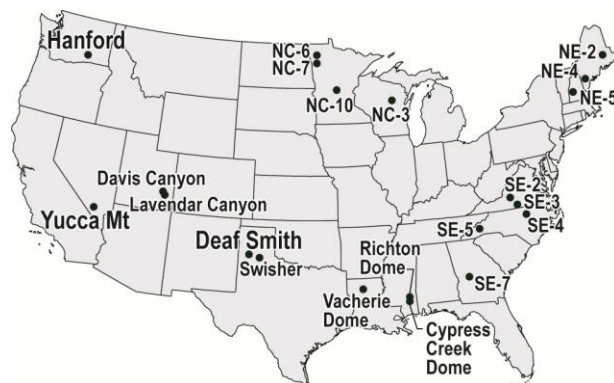 Hanford
NC-6
NC-7
NE-2
NE-4
NE-5
NC-10
NC-3
Davis Canyon
Lavendar Canyon
Yucca Mt
SE-2
SE-3
SE-4
SE-5
Deaf Smith
Swisher
Richton
Dome
SE-7
Vacherie
Dome
Cypress
Creek
Dome